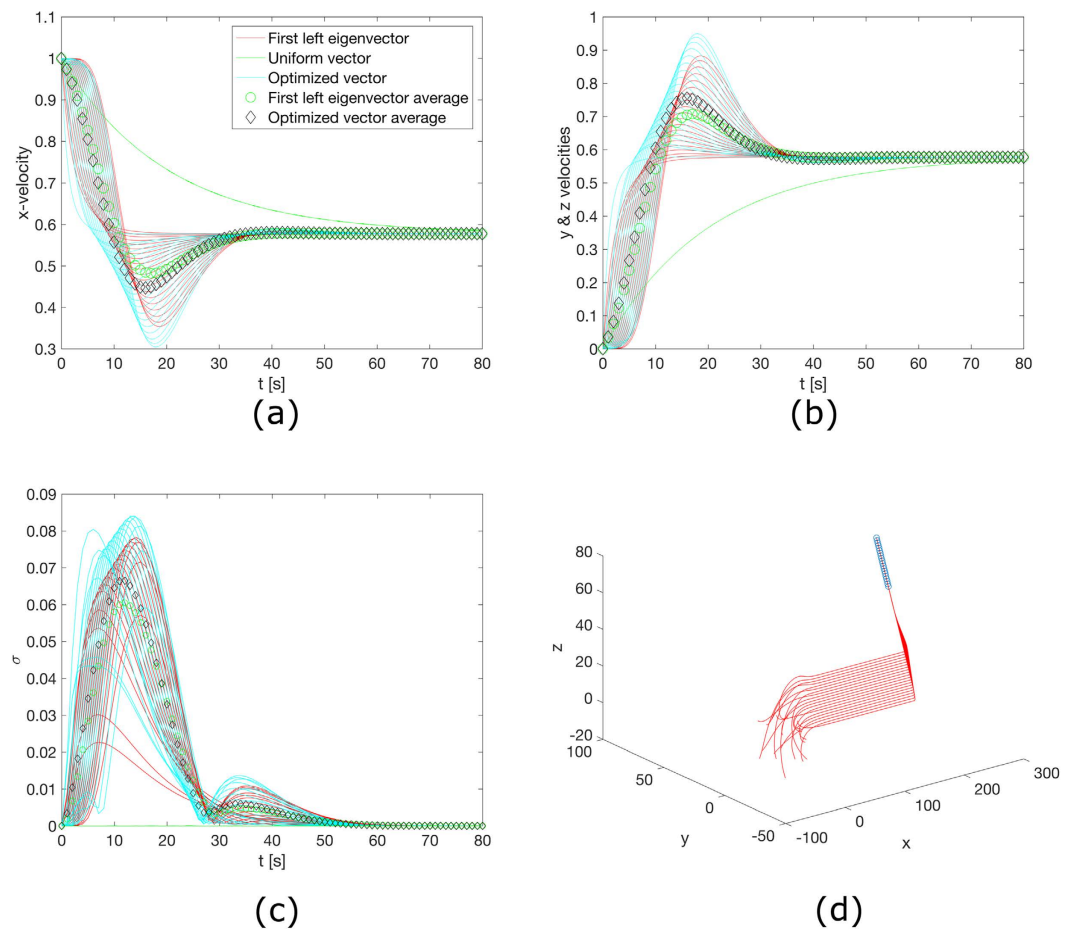 1.1
1
0.9
0.8
0.7
0.6
0.5
0.4
0.3
x-velocity
0 10 20 30 40 50 60 70 80
t [s]
First left eigenvector
Uniform vector
Optimized vector
First left eigenvector average
Optimized vector average
(a)
1
0.9
0.8
0.7
0.6
0.5
0.4
0.3
0.2
0.1
0
y & z velocities
0 10 20 30 40 50 60 70 80
t [s]
(b)
0.09
0.08
0.07
0.06
0.05
0.04
0.03
0.02
0.01
0
σ
0 10 20 30 40 50 60 70 80
t [s]
(c)
80
60
40
20
0
-20
z
100
50
0
-50
y
-100
0
100
200
300
x
(d)